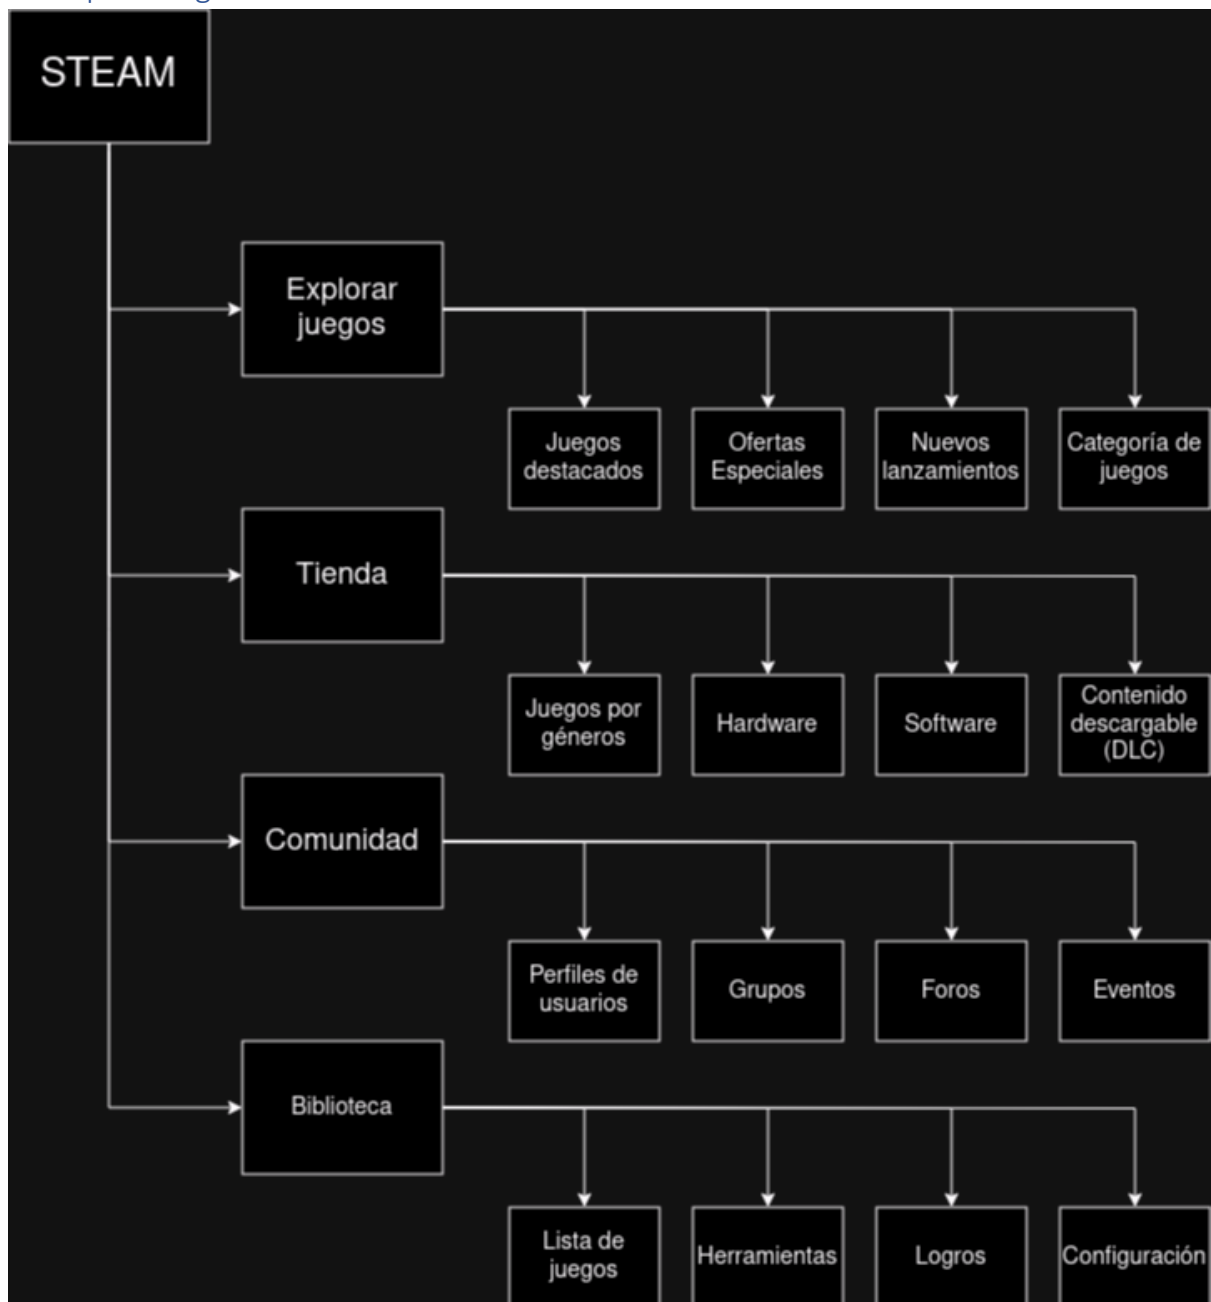 STEAM
Explorar
juegos
Juegos
destacados
Ofertas
Especiales
Nuevos
lanzamientos
Categoría de
juegos
Tienda
Juegos por
géneros
Hardware
Software
Contenido
descargable
(DLC)
Comunidad
Perfiles de
usuarios
Grupos
Foros
Eventos
Biblioteca
Lista de
juegos
Herramientas
Logros
Configuración